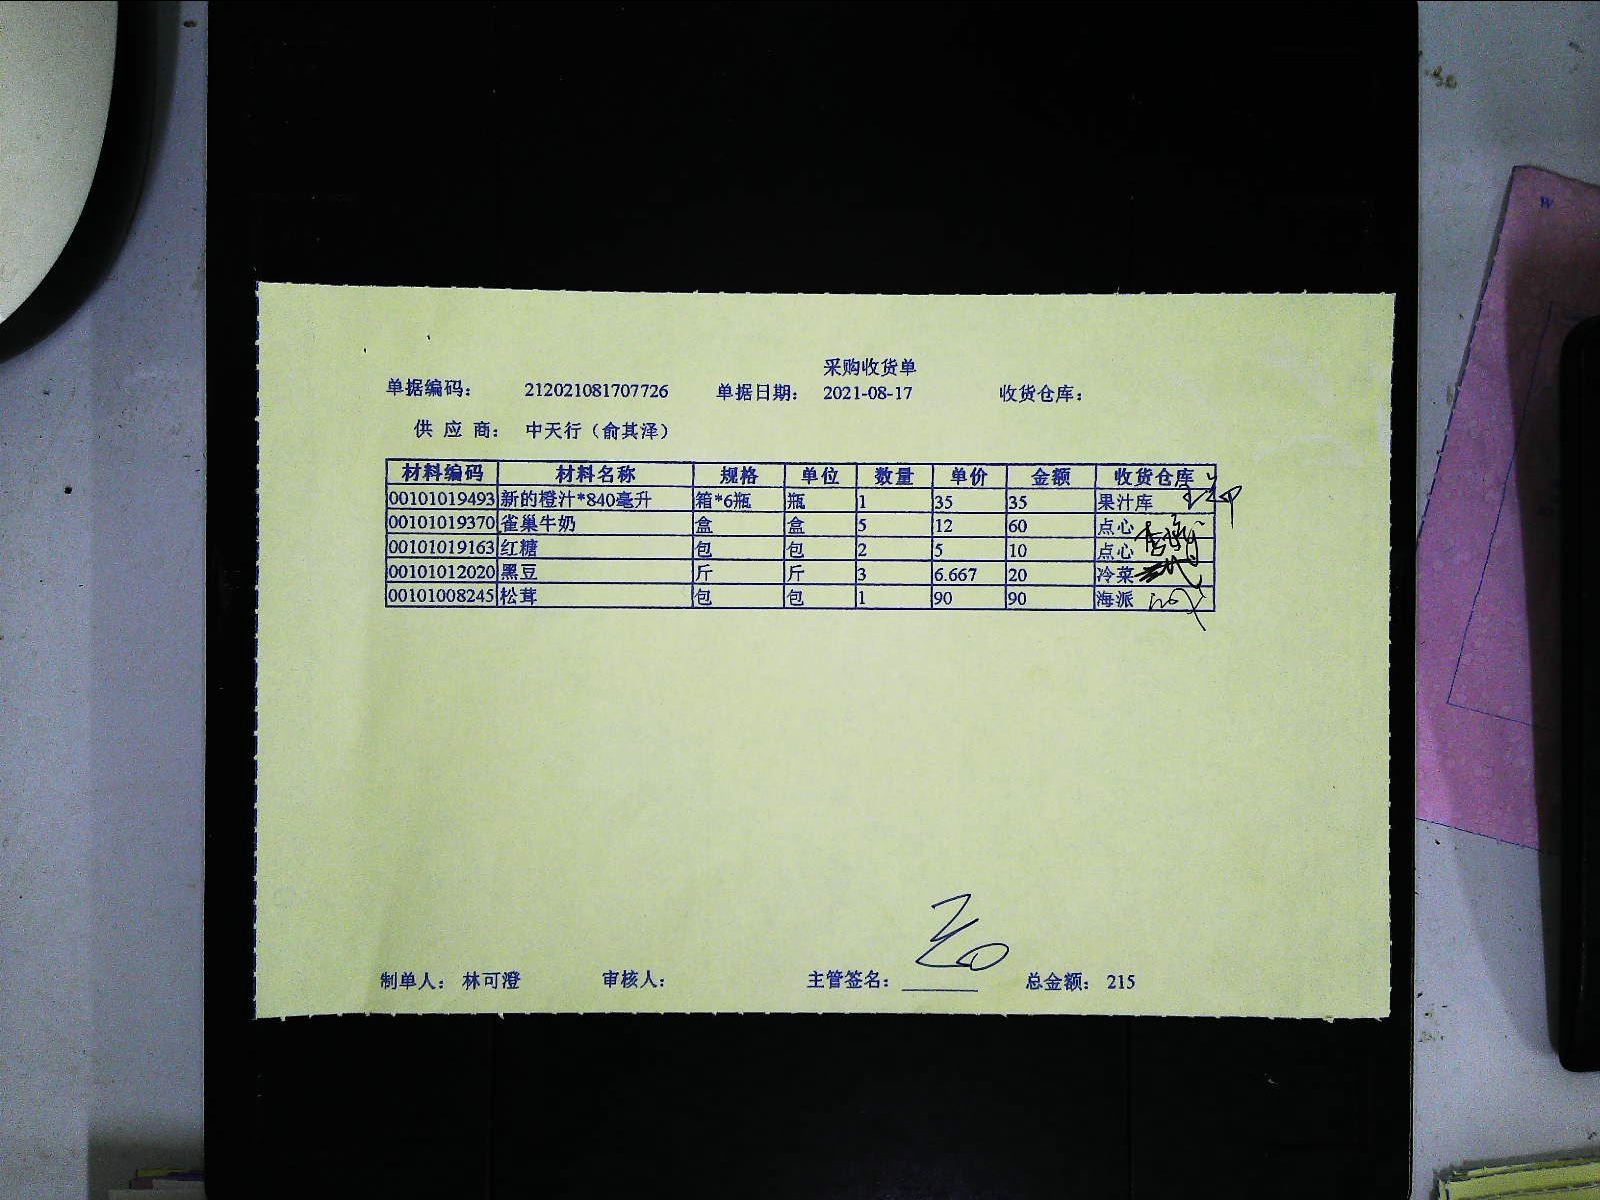 采购收货单
单据编码： 212021081707726 单据日期： 2021-08-17 收货仓库：
供 应 商： 中天行（俞其泽）
材料编码 材料名称 规格 单位 数量 单价 金额 收货仓库
00101019493 新的橙汁*840毫升 箱*6瓶 瓶 1 35 35 果汁库
00101019370 雀巢牛奶 盒 盒 5 12 60 点心
00101019163 红糖 包 包 2 5 10 点心
00101012020 黑豆 斤 斤 3 6.667 20 冷菜
00101008245 松茸 包 包 1 90 90 海派
制单人： 林可澄 审核人： 主管签名： 总金额： 215